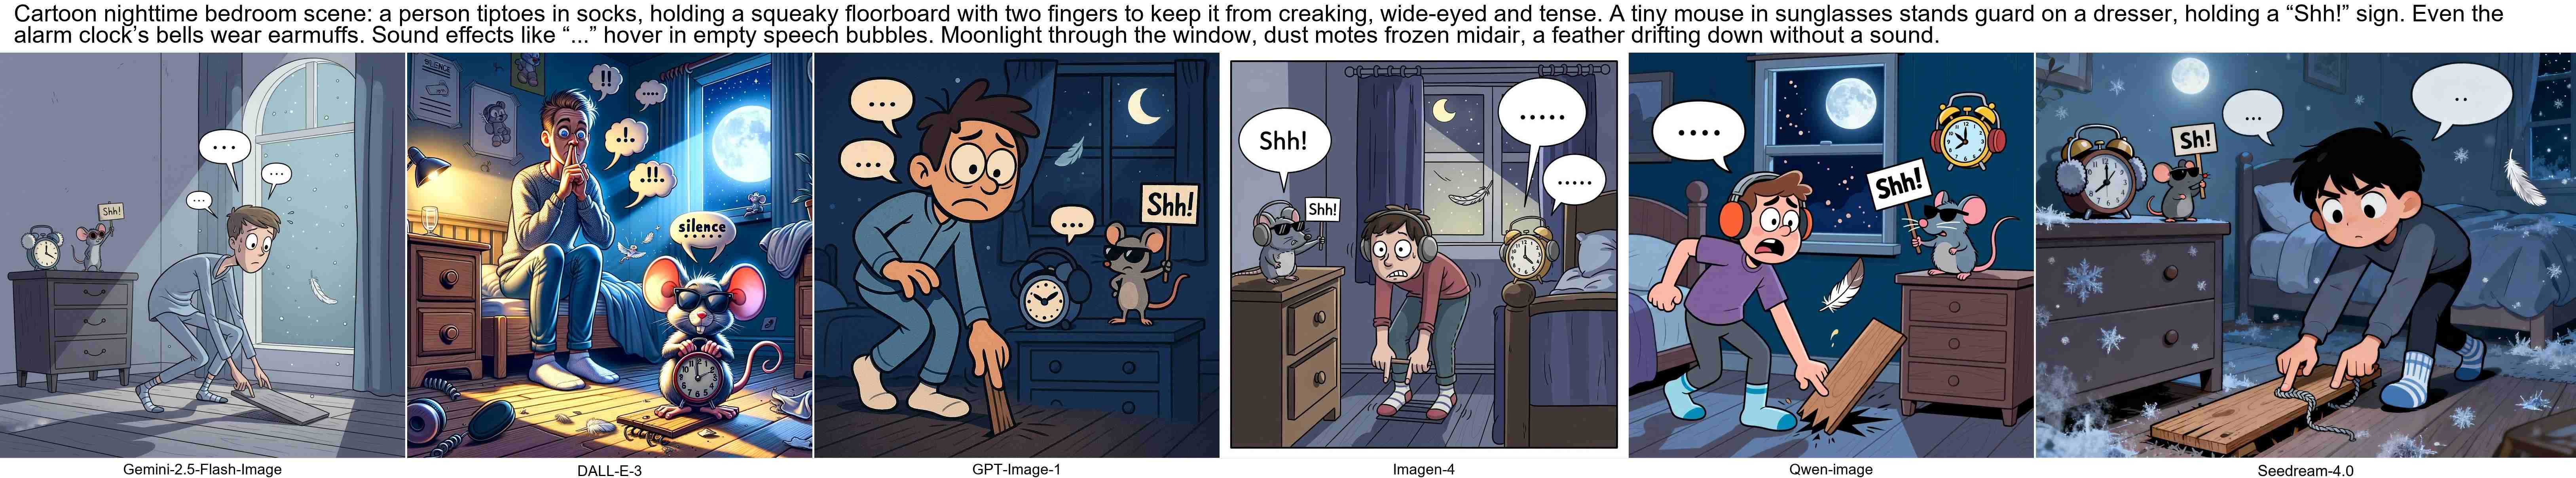 Cartoon nighttime bedroom scene: a person tiptoes in socks, holding a squeaky floorboard with two fingers to keep it from creaking, wide-eyed and tense. A tiny mouse in sunglasses stands guard on a dresser, holding a “Shh!” sign. Even the
alarm clock’s bells wear earmuffs. Sound effects like “...” hover in empty speech bubbles. Moonlight through the window, dust motes frozen midair, a feather drifting down without a sound.
...
...
...
Shh!
Gemini-2.5-Flash-Image
SILENCE
!!
....
.!.
.!!.
silence
DALL-E-3
...
...
...
Shh!
GPT-Image-1
Shh!
Shh!
.....
.....
Imagen-4
....
Shh!
Qwen-image
Sh!
...
..
Seedream-4.0